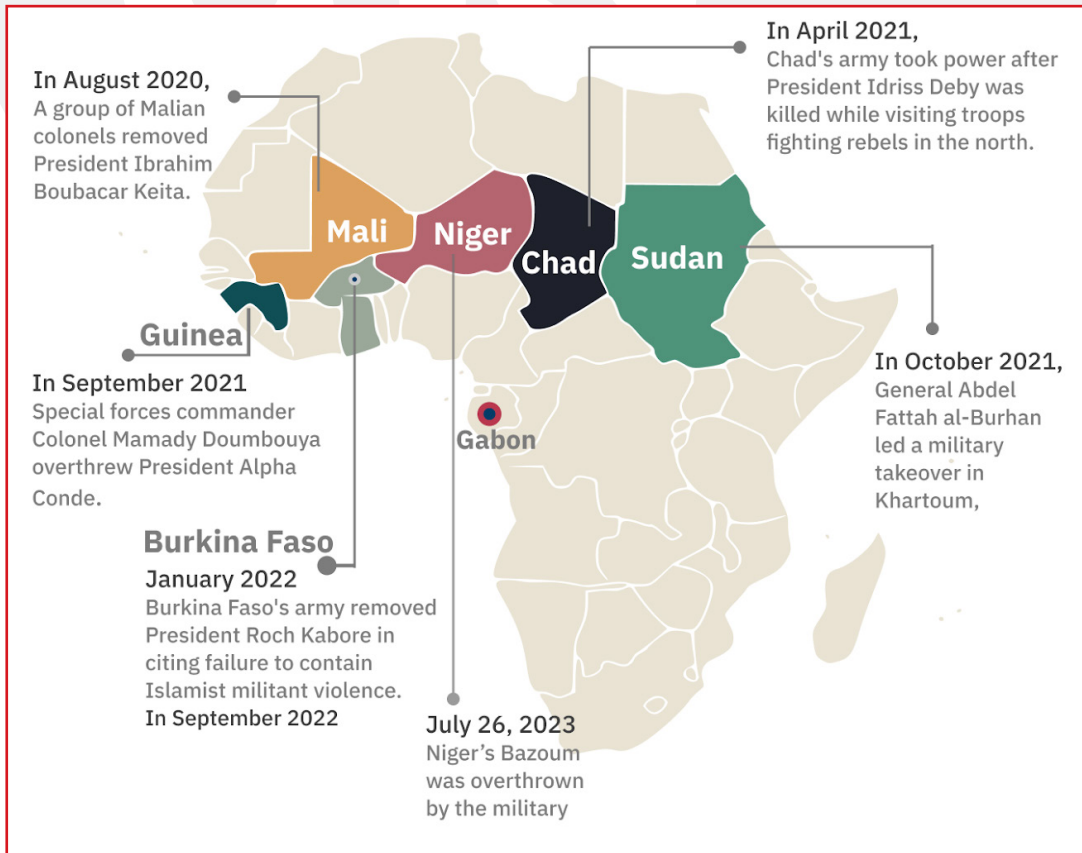 In August 2020,
A group of Malian
colonels removed
President Ibrahim
Boubacar Keita.
In April 2021,
Chad's army took power after
President Idriss Deby was
killed while visiting troops
fighting rebels in the north.
Mali
Niger
Chad
Sudan
Guinea
In September 2021
Special forces commander
Colonel Mamady Doumbouya
overthrew President Alpha
Conde.
Gabon
In October 2021,
General Abdel
Fattah al-Burhan
led a military
takeover in
Khartoum,
Burkina Faso
January 2022
Burkina Faso's army removed
President Roch Kabore in
citing failure to contain
Islamist militant violence.
In September 2022
July 26, 2023
Niger’s Bazoum
was overthrown
by the military